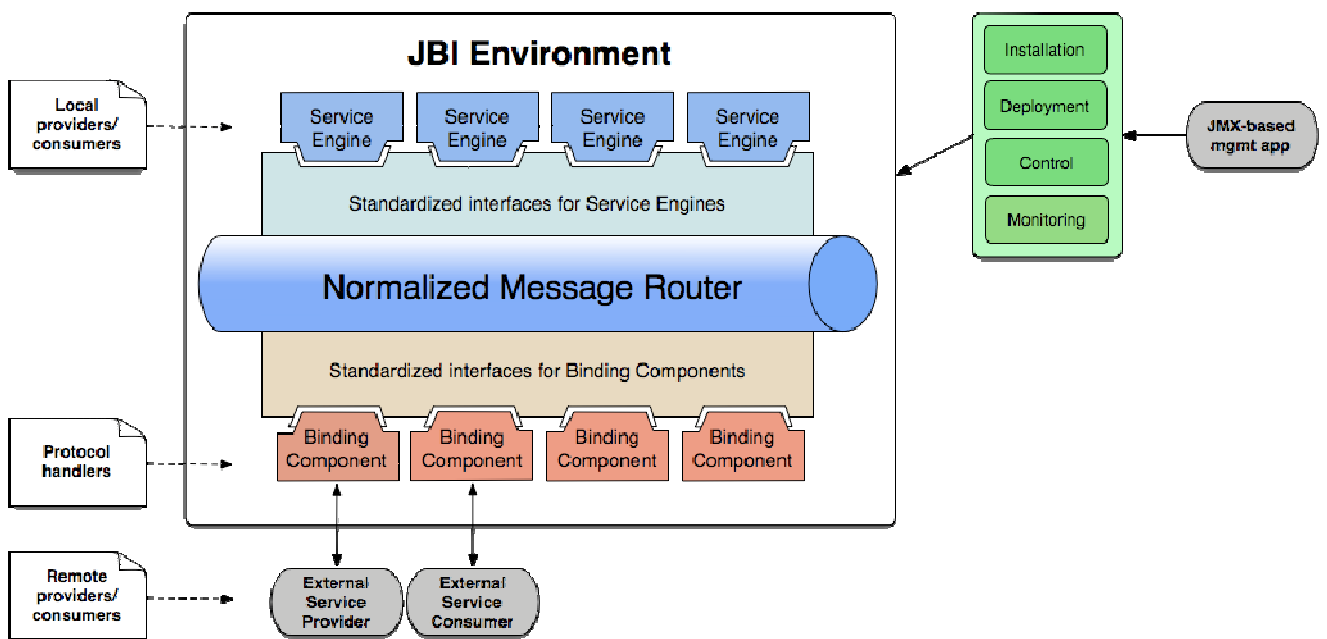 JBI Environment
Local
providers/
consumers
Service
Engine
Service
Engine
Service
Engine
Service
Engine
Standardized interfaces for Service Engines
Normalized Message Router
Standardized interfaces for Binding Components
Protocol
handlers
Binding
Component
Binding
Component
Binding
Component
Binding
Component
Remote
providers/
consumers
External
Service
Provider
External
Service
Consumer
Installation
Deployment
Control
Monitoring
JMX-based
mgmt app